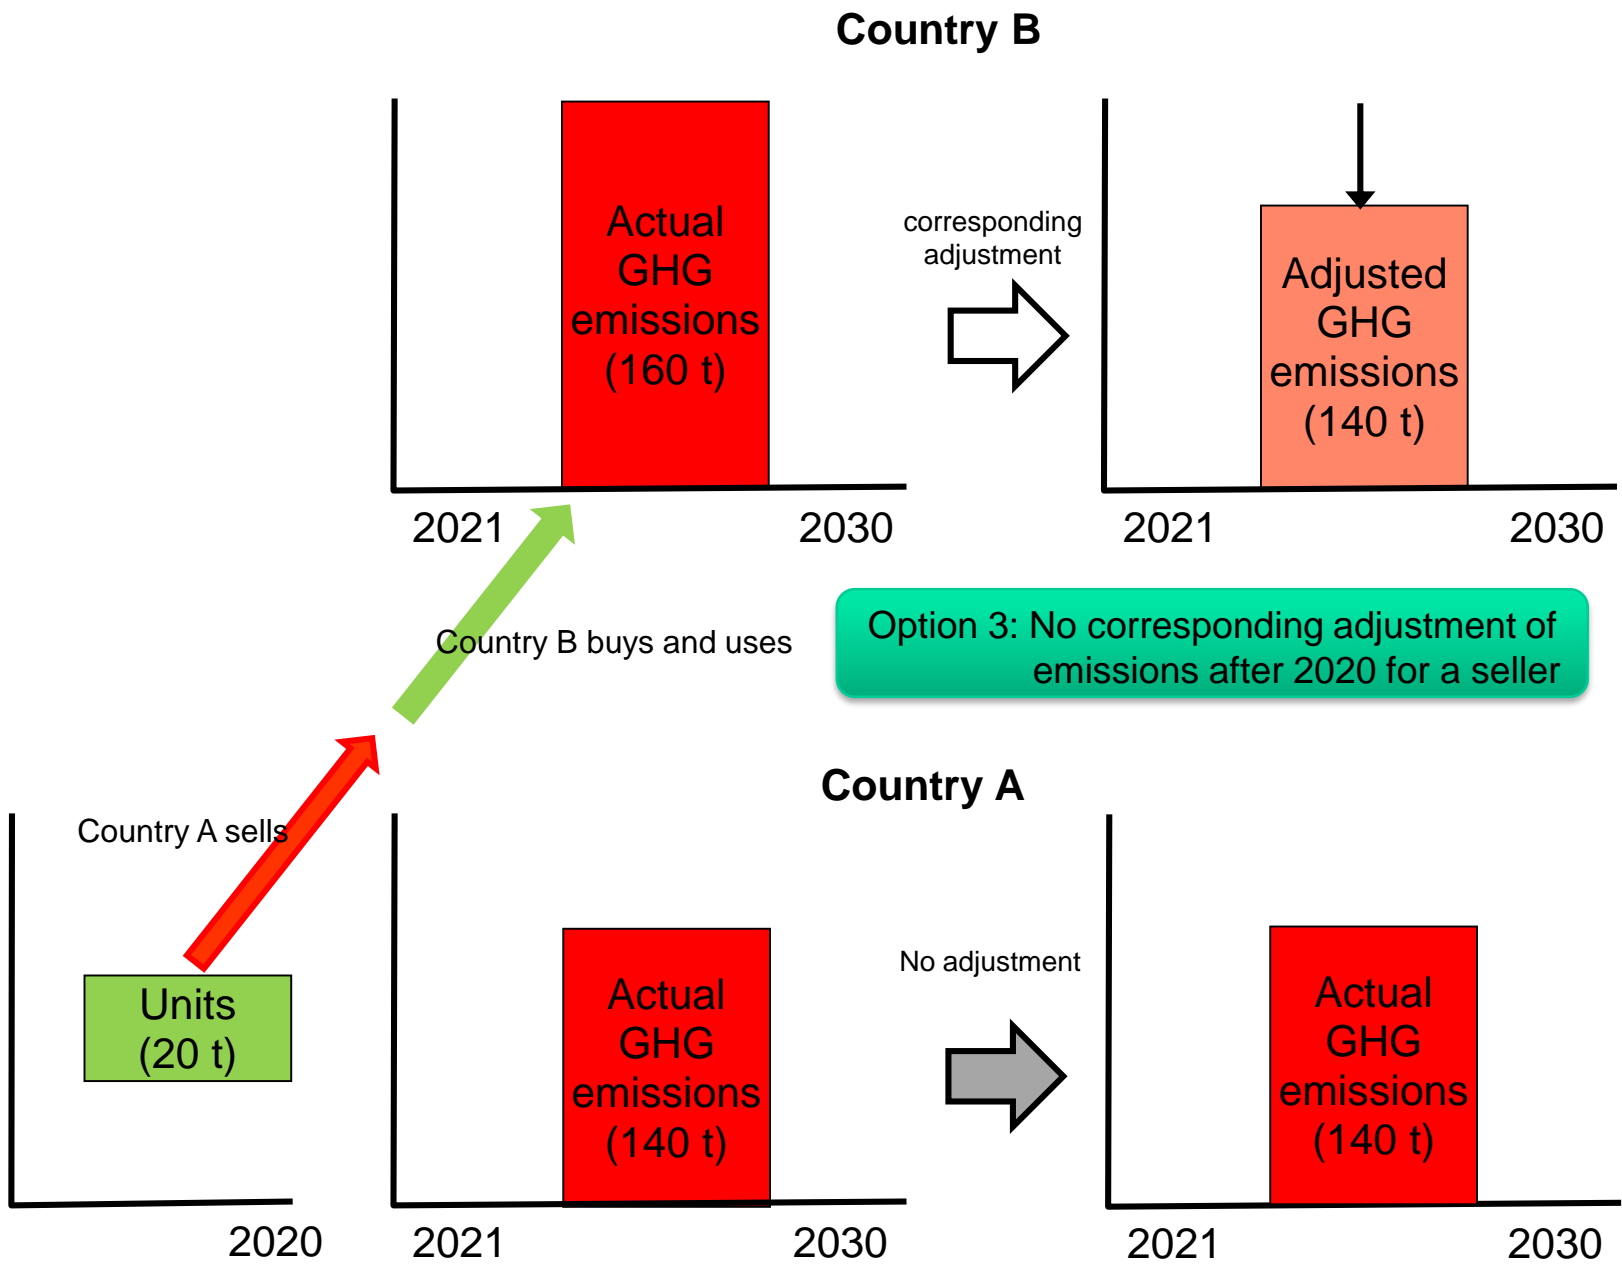 Country B
Actual
GHG
emissions
(160 t)
corresponding
adjustment
Adjusted
GHG
emissions
(140 t)
2021
2030
2021
2030
Country B buys and uses
Option 3: No corresponding adjustment of
emissions after 2020 for a seller
Country A
Country A sells
Units
(20 t)
Actual
GHG
emissions
(140 t)
No adjustment
Actual
GHG
emissions
(140 t)
2020
2021
2030
2021
2030